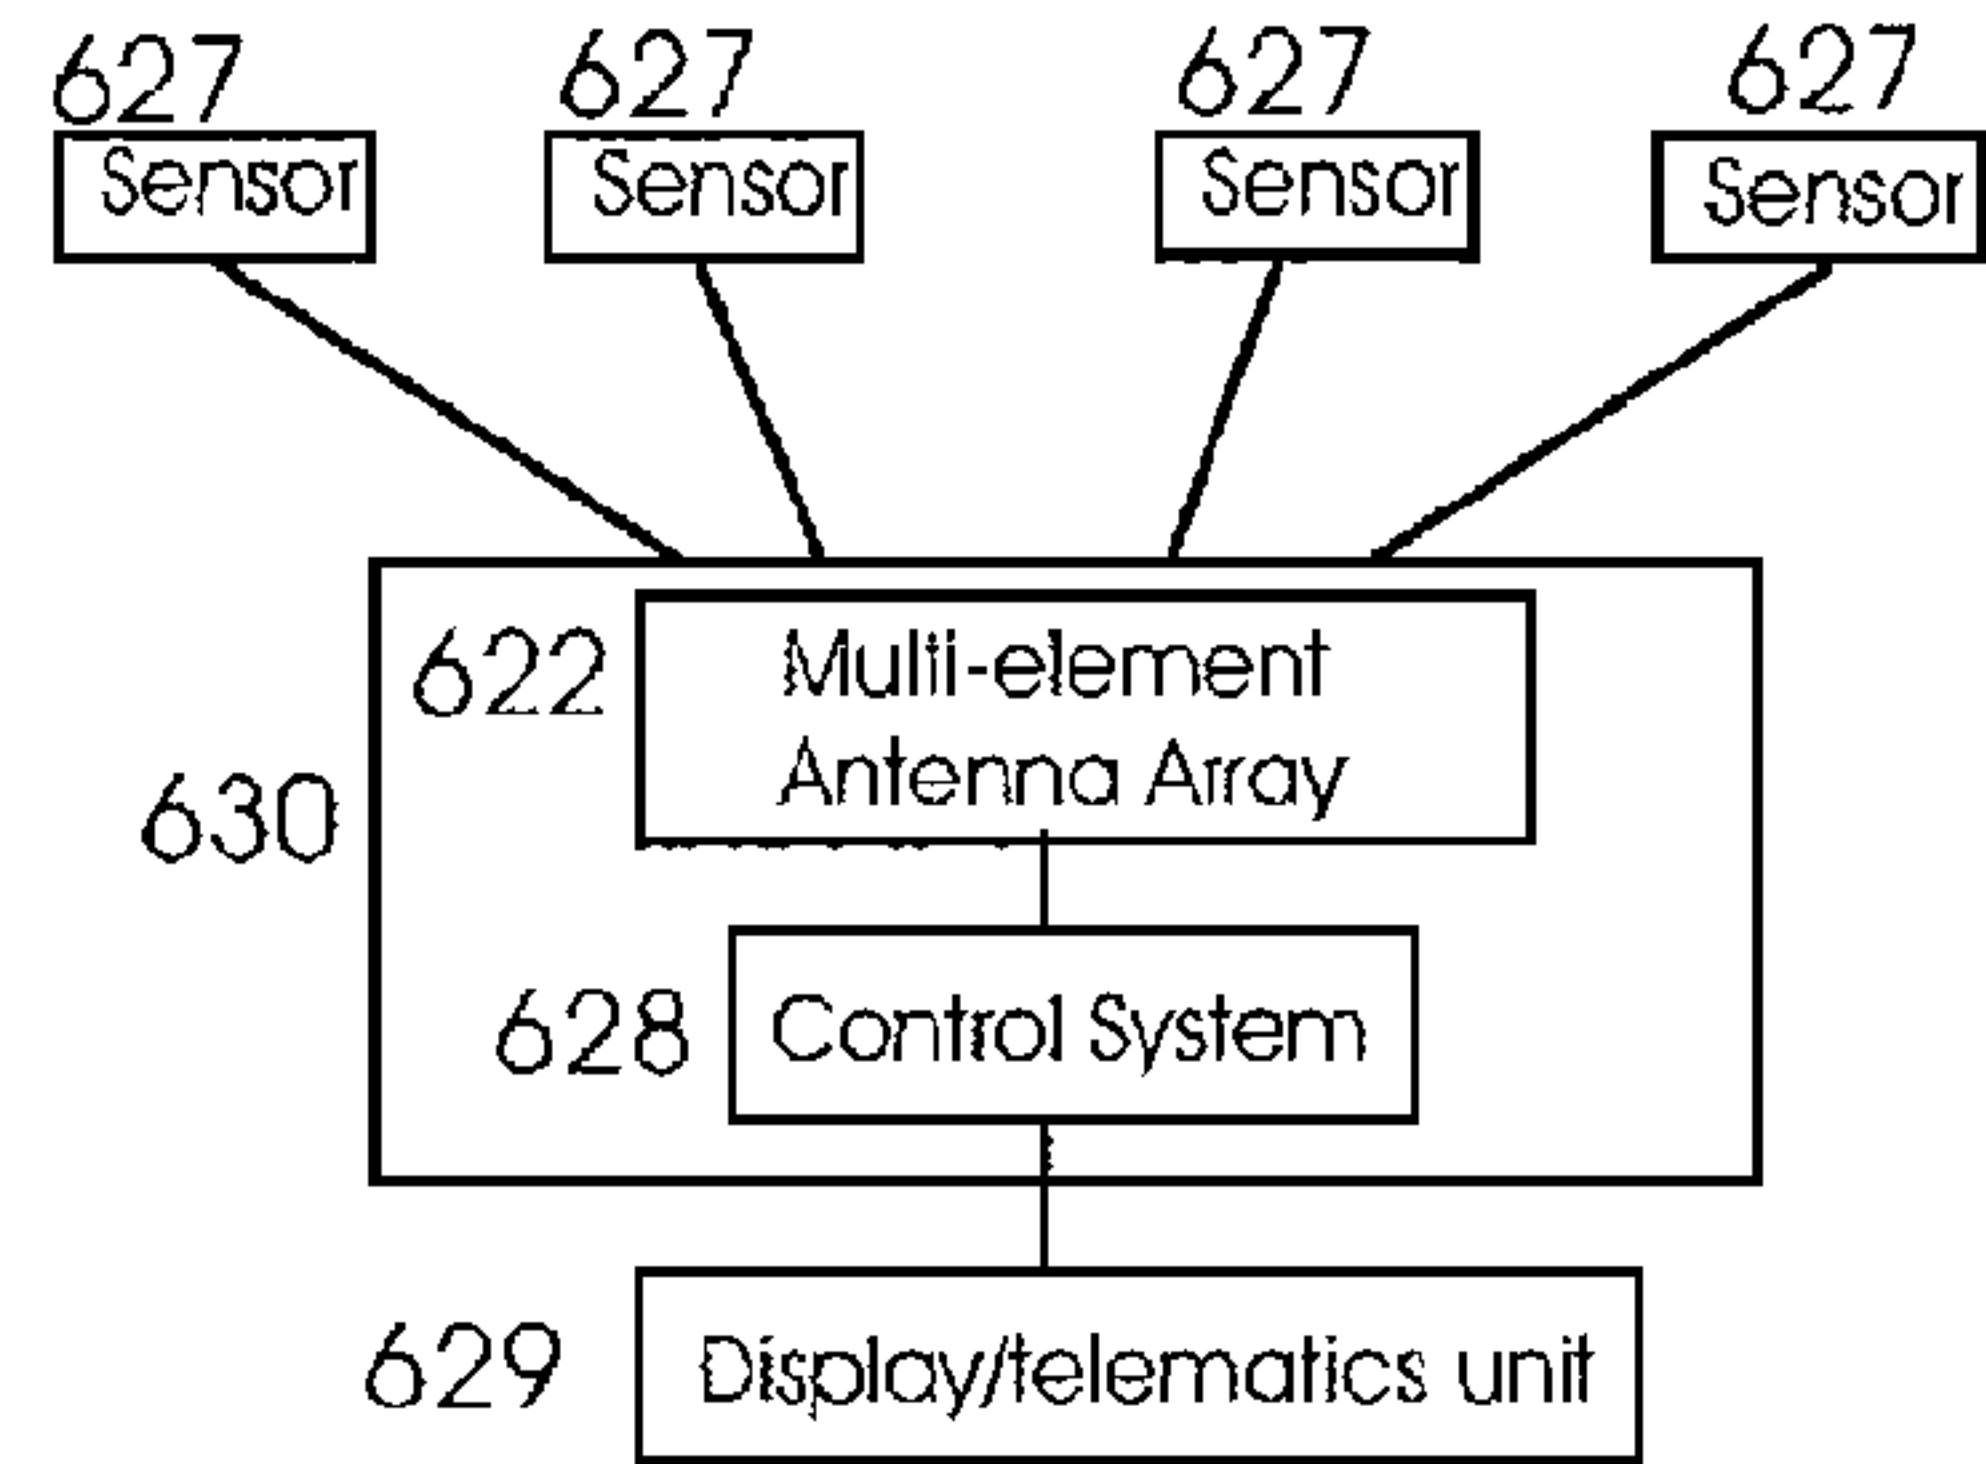 627 627 627 627
Sensor Sensor Sensor Sensor
622 Multi-element
Antenna Array
630
628 Control System
629 Display/telematics unit